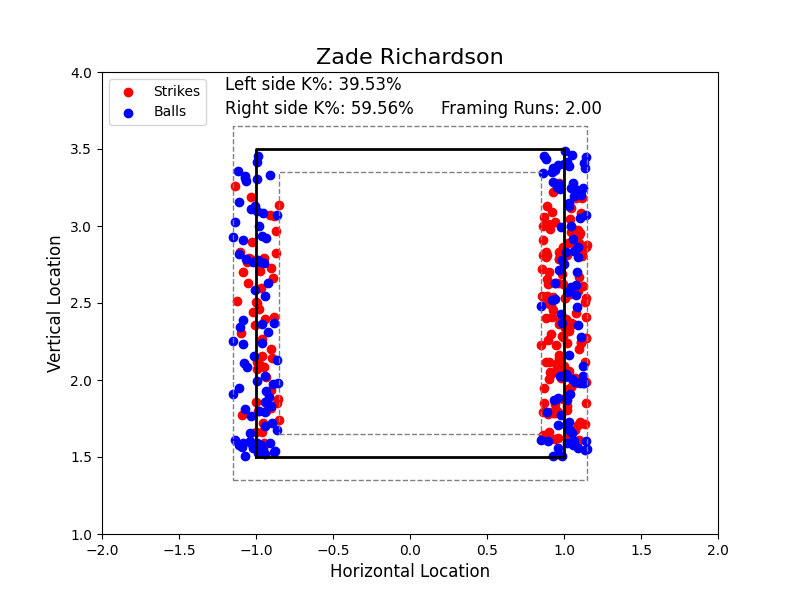 Zade Richardson
Strikes
Balls
Left side K%: 39.53%
Right side K%: 59.56%
Framing Runs: 2.00
Vertical Location
4.0
3.5
3.0
2.5
2.0
1.5
1.0
−2.0 −1.5 −1.0 −0.5 0.0 0.5 1.0 1.5 2.0
Horizontal Location